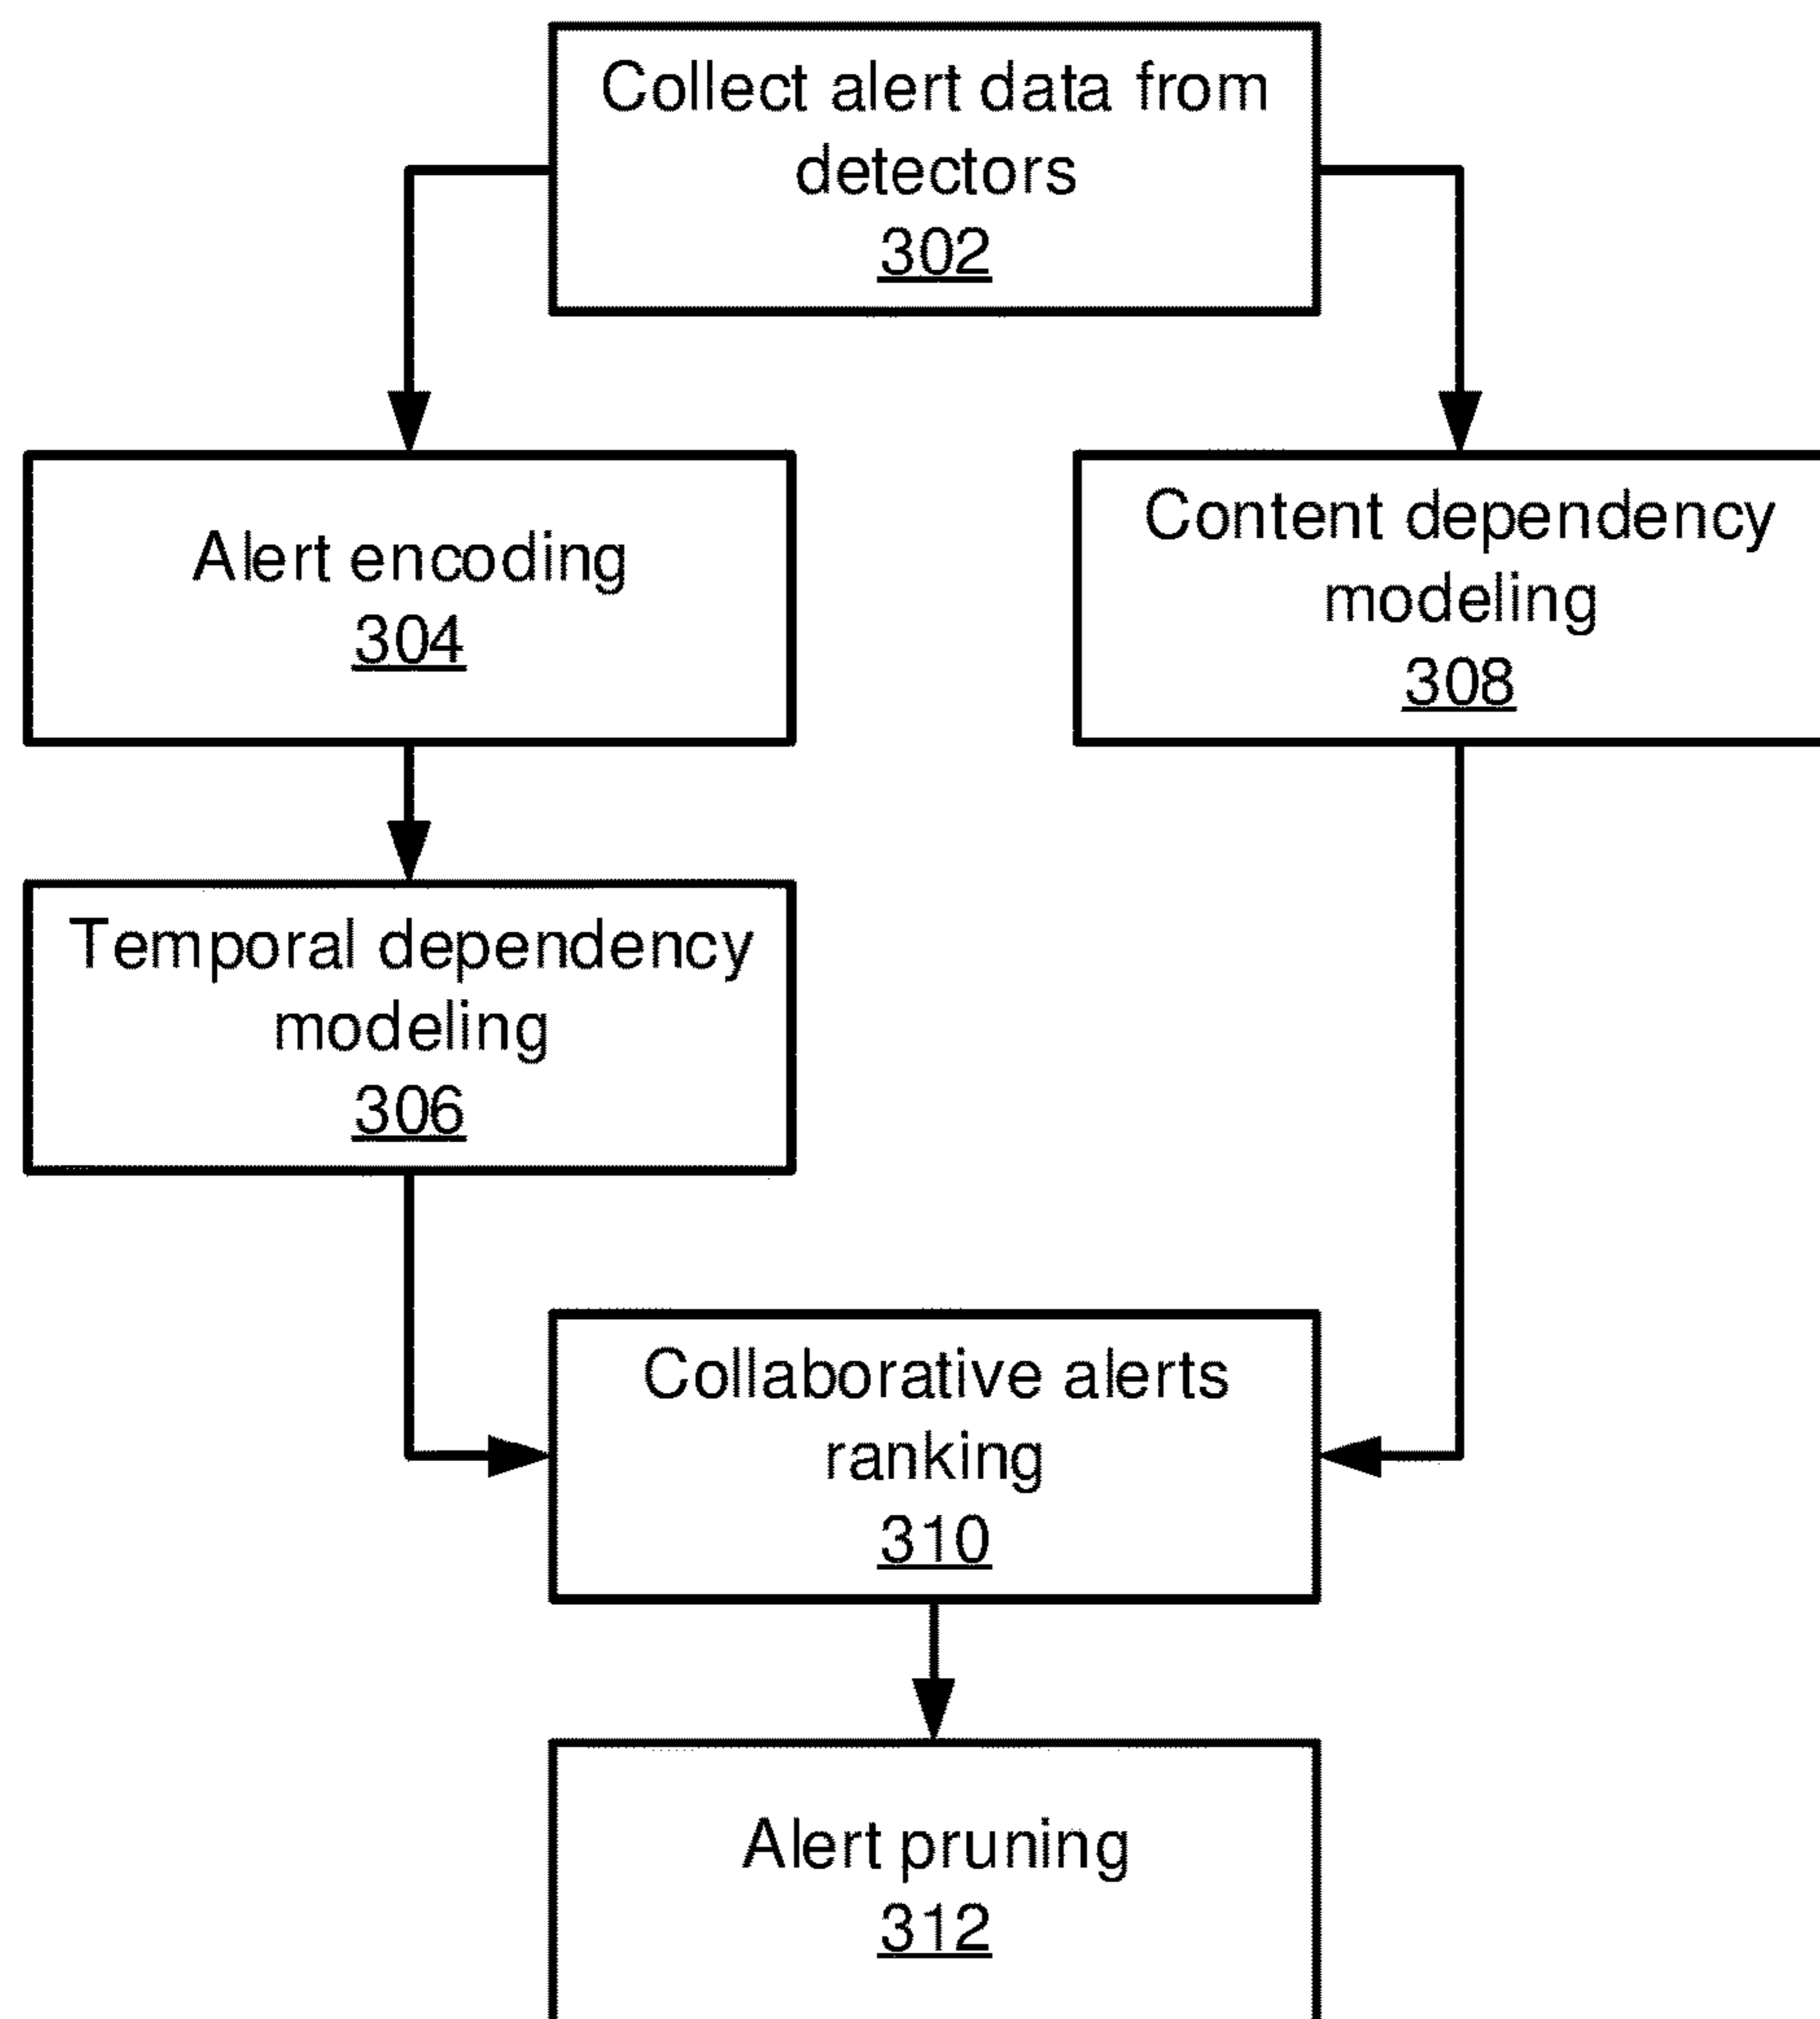 Collect alert data from
detectors
302
Alert encoding
304
Content dependency
modeling
308
Temporal dependency
modeling
306
Collaborative alerts
ranking
310
Alert pruning
312